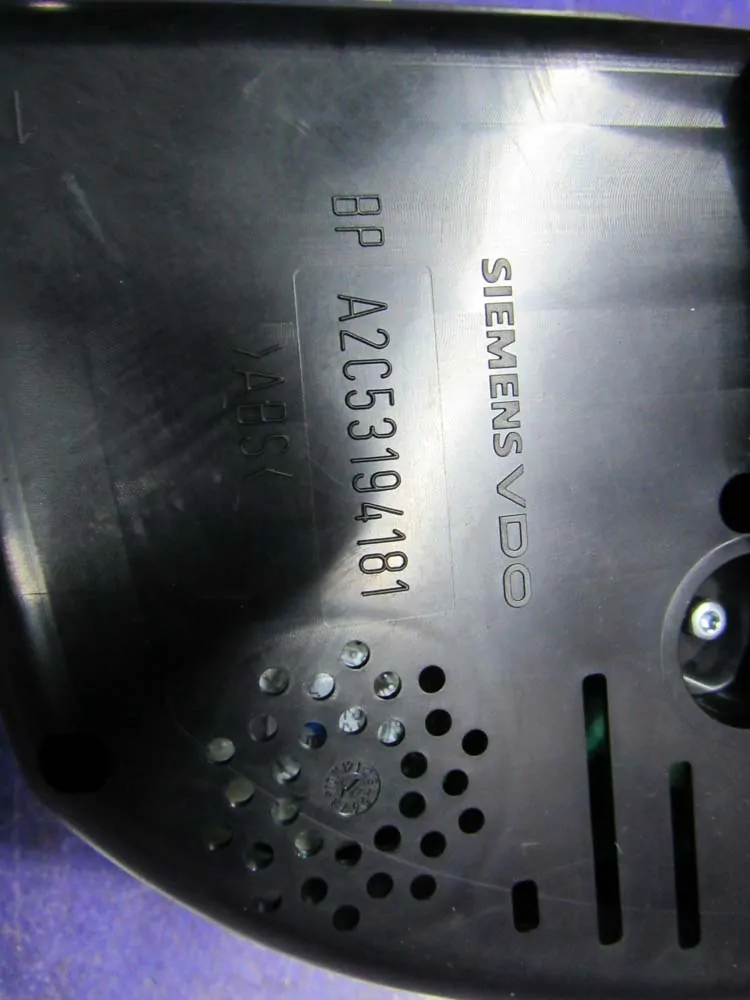 SIEMENS VDO
BP A2C53194181
>ABS<